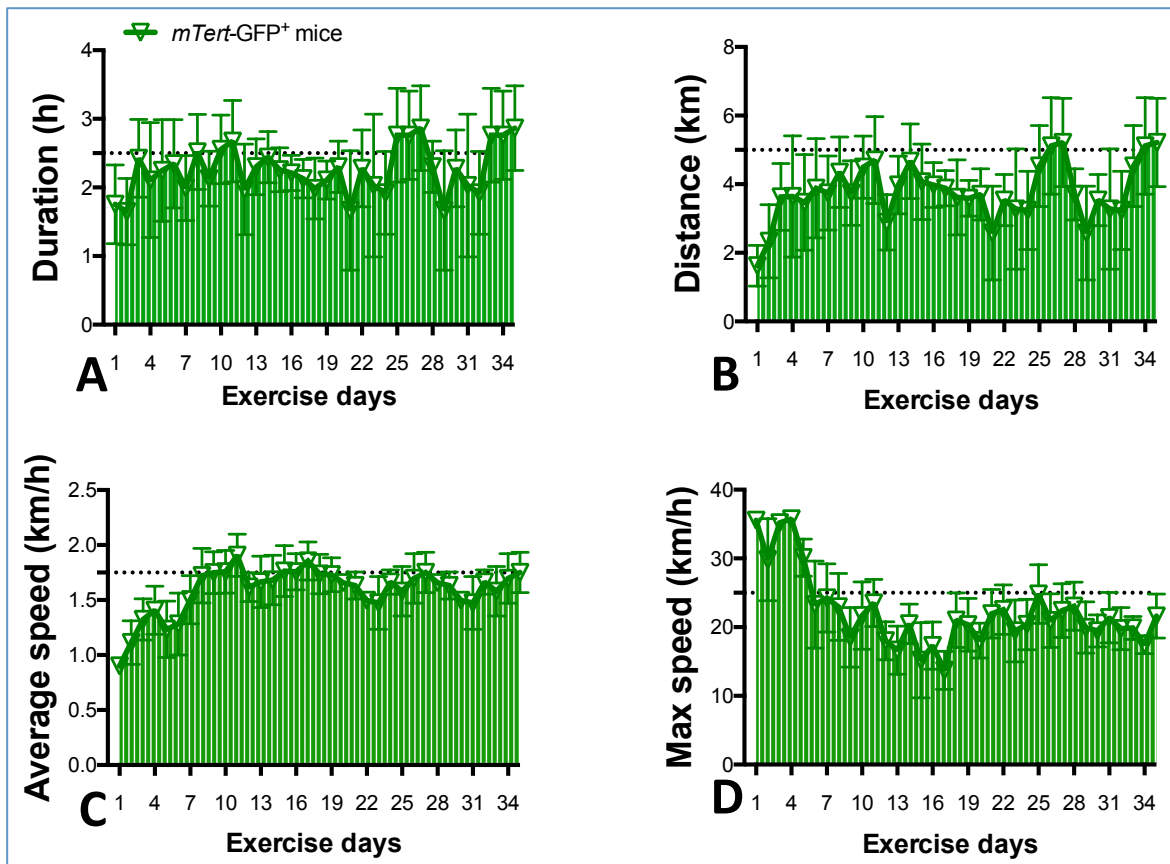 mTert-GFP+ mice
Duration (h)
4
3
2
1
0
1 4 7 10 13 16 19 22 25 28 31 34
A
Exercise days
Distance (km)
8
6
4
2
0
1 4 7 10 13 16 19 22 25 28 31 34
B
Exercise days
Average speed (km/h)
2.5
2.0
1.5
1.0
0.5
0.0
1 4 7 10 13 16 19 22 25 28 31 34
C
Exercise days
Max speed (km/h)
40
30
20
10
0
1 4 7 10 13 16 19 22 25 28 31 34
D
Exercise days